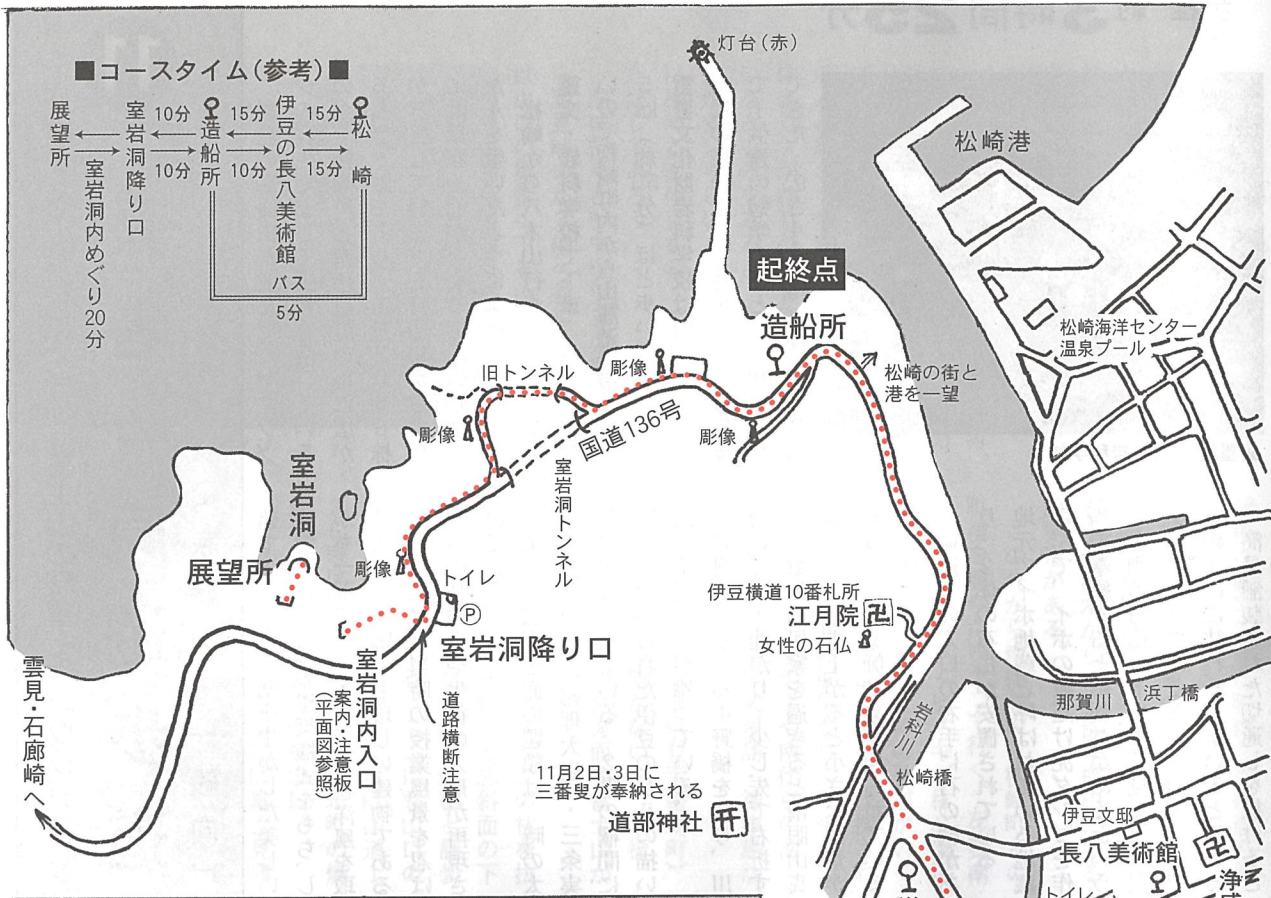 灯台（赤）
■コースタイム（参考）■
展望所
室岩洞内めぐり20分
室岩洞降り口
10分
10分
造船所
15分
10分
伊豆の長八美術館
15分
15分
松崎
バス
5分
松崎港
起終点
造船所
松崎海洋センター
温泉プール
松崎の街と
港を一望
彫像
旧トンネル
彫像
彫像
国道136号
室岩洞トンネル
室岩洞
展望所
彫像
トイレ
P
室岩洞降り口
伊豆横道10番札所
江月院
女性の石仏
那賀川
浜丁橋
岩科川
松崎橋
雲見・石廊崎へ
室岩洞内入口
案内・注意板
（平面図参照）
道路横断注意
11月2日・3日に
三番叟が奉納される
道部神社
伊豆文邸
長八美術館
トイレ
浄